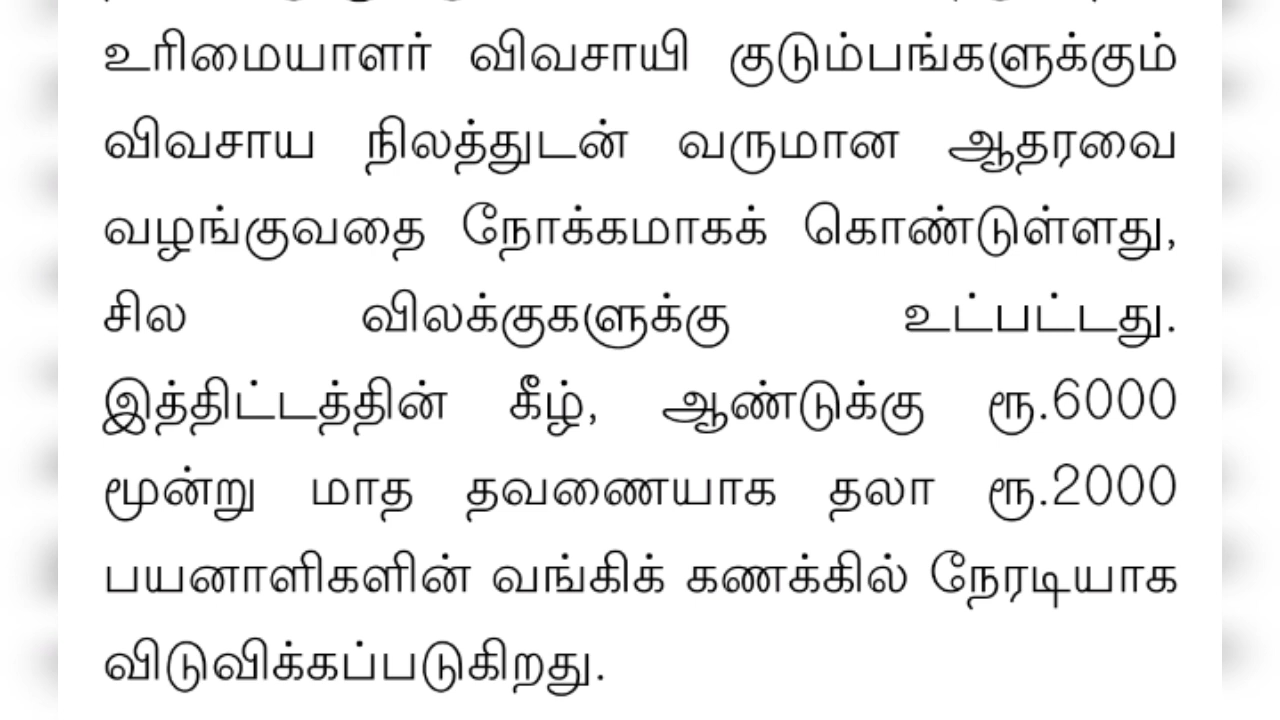 உரிமையாளர் விவசாயி குடும்பங்களுக்கும்
விவசாய நிலத்துடன் வருமான ஆதரவை
வழங்குவதை நோக்கமாகக் கொண்டுள்ளது,
சில விலக்குகளுக்கு உட்பட்டது.
இத்திட்டத்தின் கீழ், ஆண்டுக்கு ரூ.6000
மூன்று மாத தவணையாக தலா ரூ.2000
பயனாளிகளின் வங்கிக் கணக்கில் நேரடியாக
விடுவிக்கப்படுகிறது.